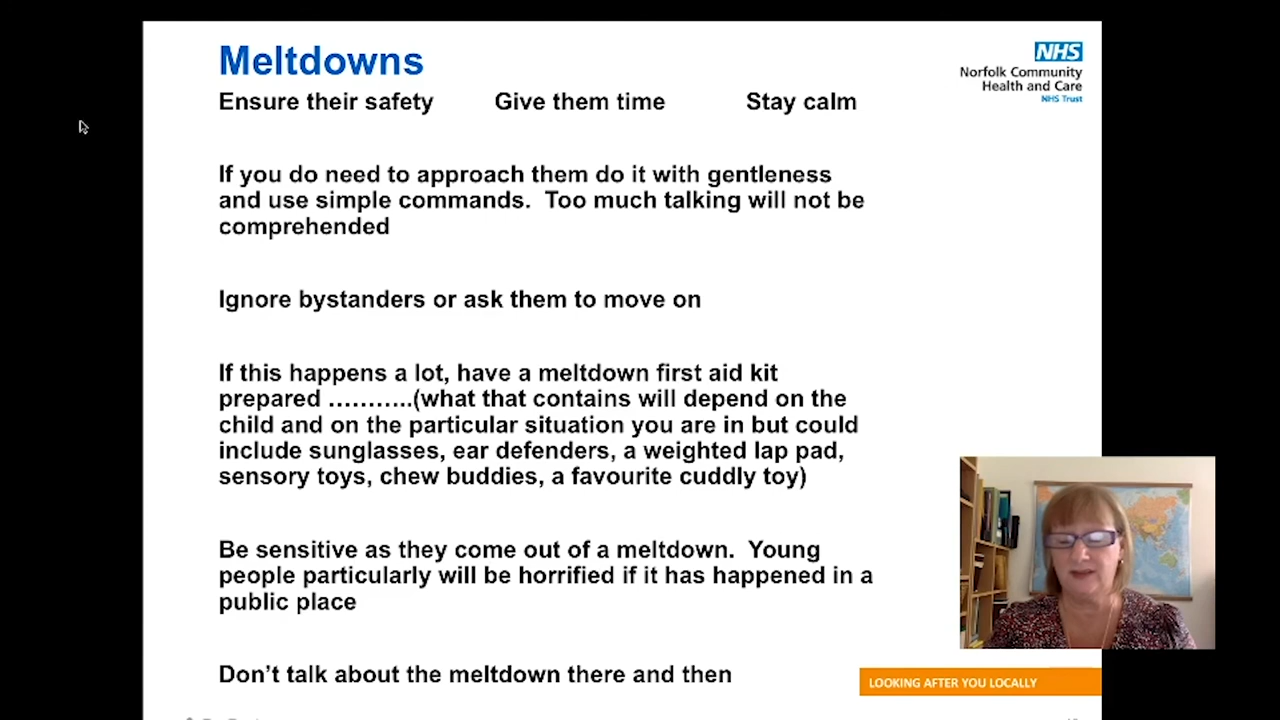 Meltdowns
Ensure their safety Give them time Stay calm
NHS
Norfolk Community
Health and Care
NHS Trust
If you do need to approach them do it with gentleness
and use simple commands. Too much talking will not be
comprehended
Ignore bystanders or ask them to move on
If this happens a lot, have a meltdown first aid kit
prepared ………..(what that contains will depend on the
child and on the particular situation you are in but could
include sunglasses, ear defenders, a weighted lap pad,
sensory toys, chew buddies, a favourite cuddly toy)
Be sensitive as they come out of a meltdown. Young
people particularly will be horrified if it has happened in a
public place
Don’t talk about the meltdown there and then
LOOKING AFTER YOU LOCALLY